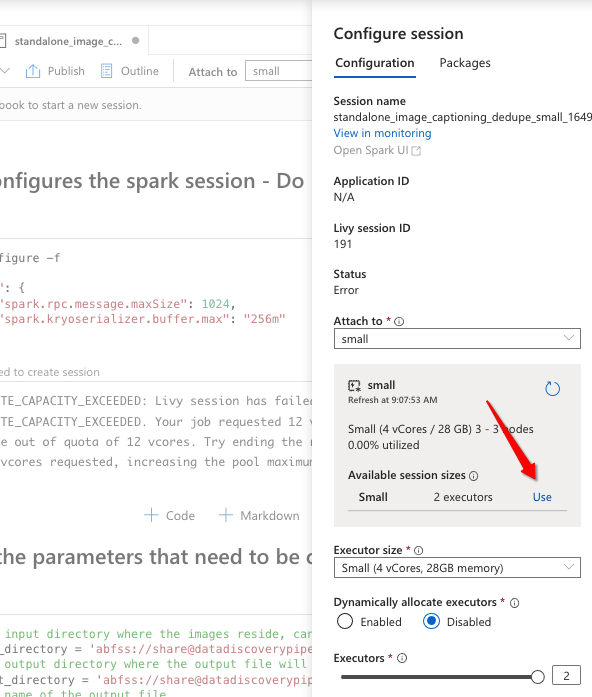 standalone_image_c...
Publish
Outline
Attach to
small
book to start a new session.
onfigures the spark session - Do
figure -f
": {
"spark.rpc.message.maxSize": 1024,
"spark.kryoserializer.buffer.max": "256m"
ed to create session
TE_CAPACITY_EXCEEDED: Livy session has failed
TE_CAPACITY_EXCEEDED. Your job requested 12 v
e out of quota of 12 vcores. Try ending the
vcores requested, increasing the pool maximum
Code
Markdown
the parameters that need to be c
input directory where the images reside, can
_directory = 'abfss://share@datadiscoverypipe
output directory where the output file will
t_directory = 'abfss://share@datadiscoverypip
name of the output file
Configure session
Configuration
Packages
Session name
standalone_image_captioning_dedupe_small_1649
View in monitoring
Open Spark UI
Application ID
N/A
Livy session ID
191
Status
Error
Attach to *
small
small
Refresh at 9:07:53 AM
Small (4 vCores / 28 GB) 3 - 3 nodes
0.00% utilized
Available session sizes
Small 2 executors Use
Executor size *
Small (4 vCores, 28GB memory)
Dynamically allocate executors *
Enabled Disabled
Executors *
2